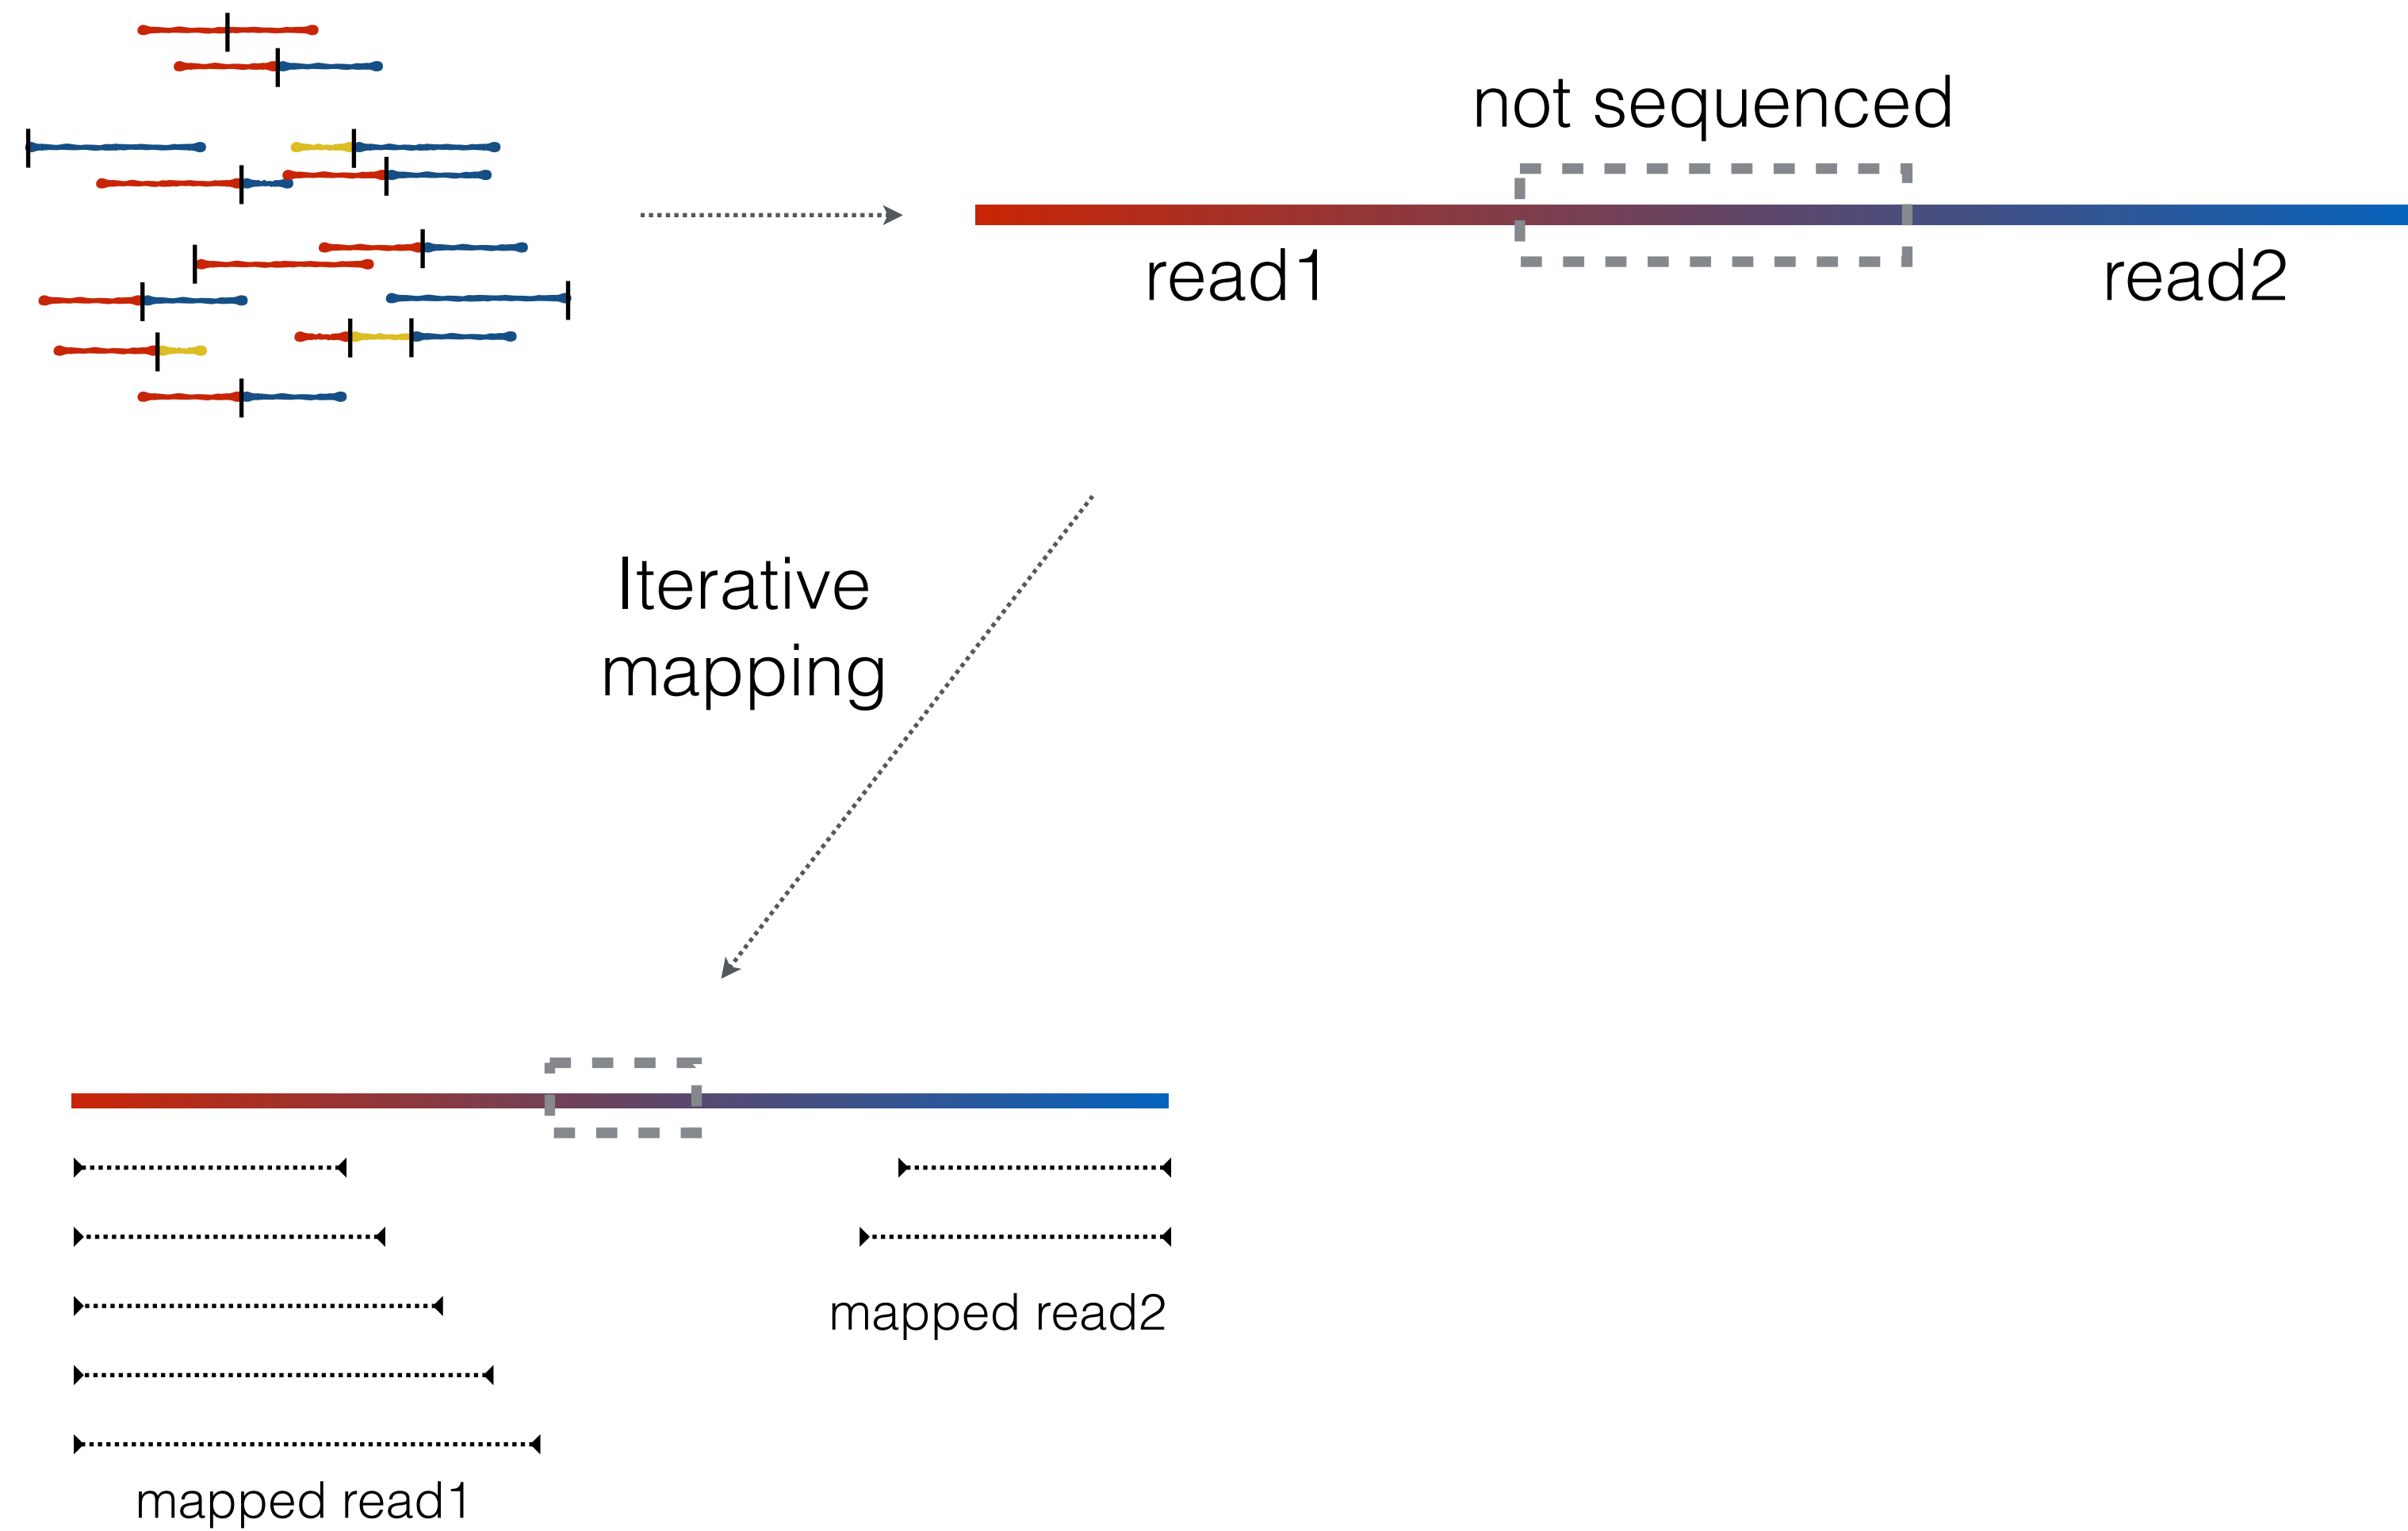 not sequenced
read1
read2
Iterative
mapping
mapped read2
mapped read1